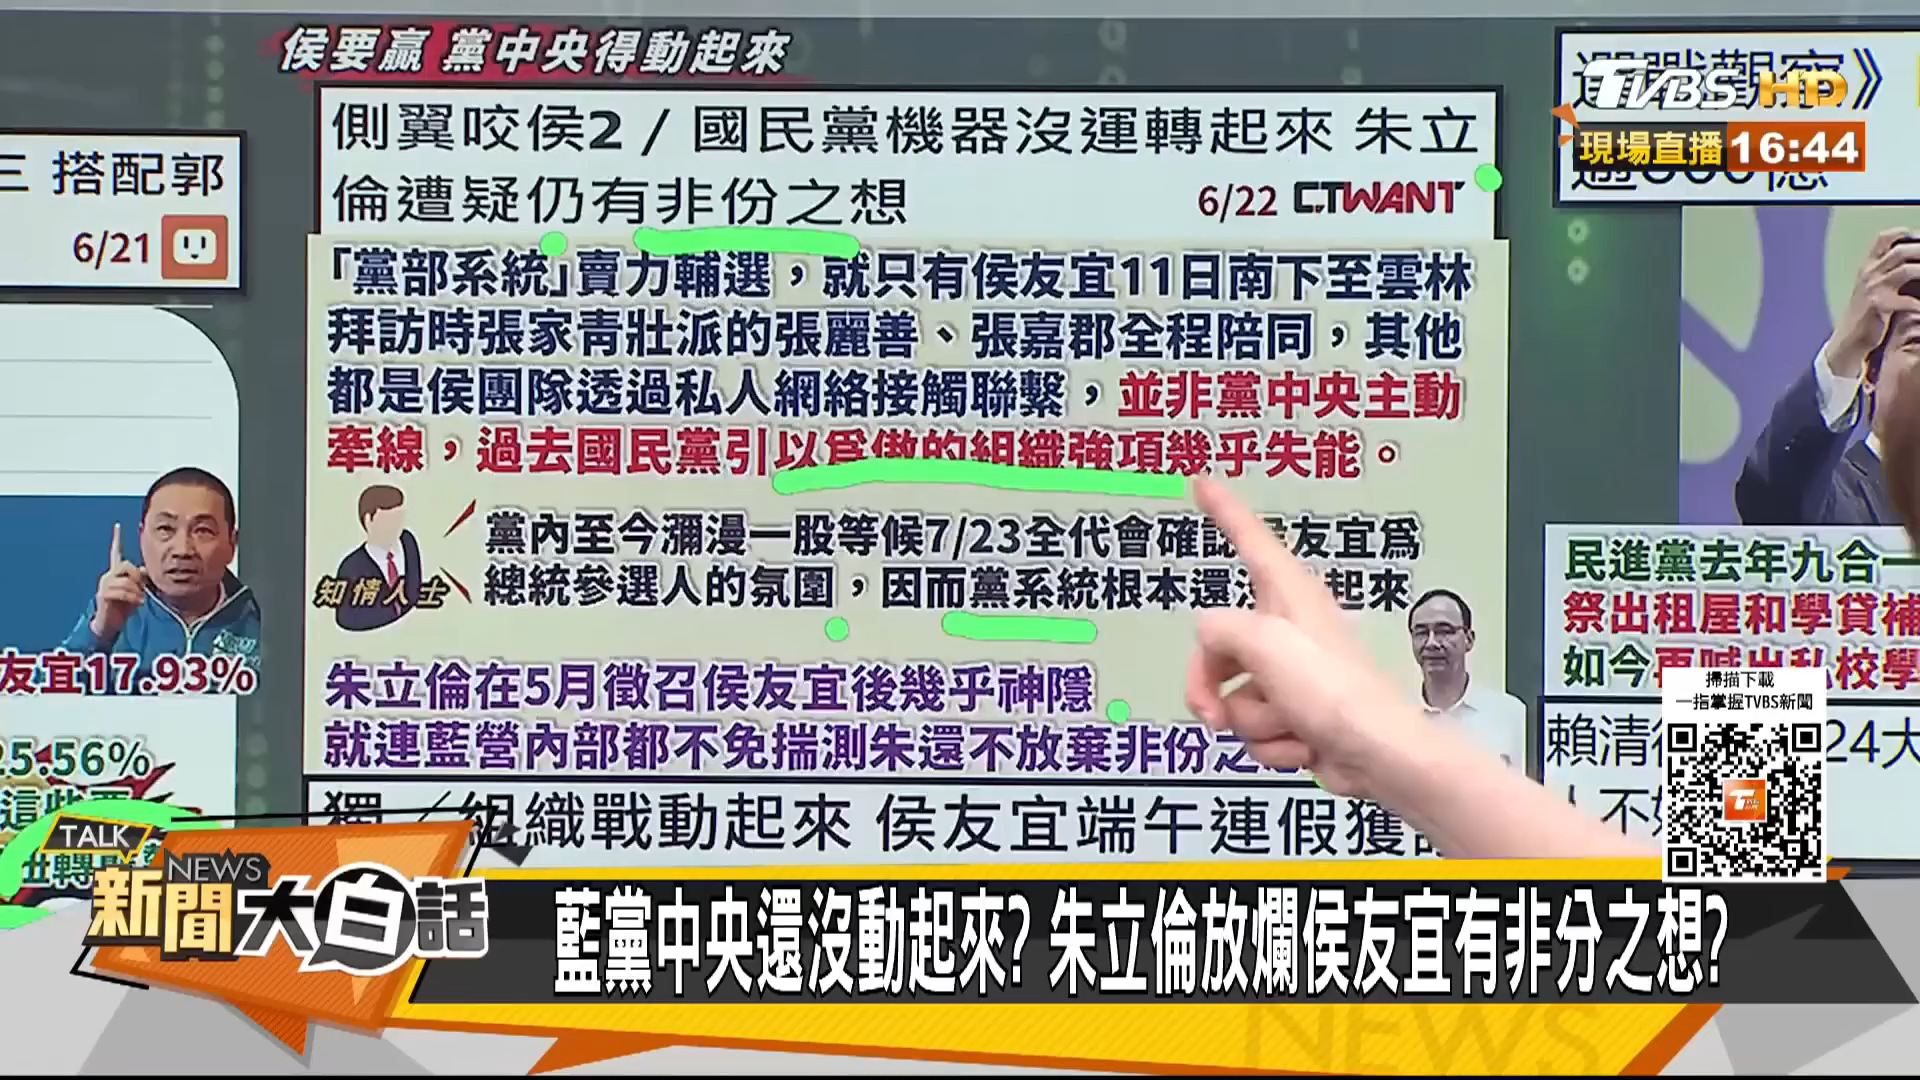 侯要贏 黨中央得動起來
TVBS HD
現場直播 16:44
三 搭配郭
6/21
側翼咬侯2 / 國民黨機器沒運轉起來 朱立
倫遭疑仍有非份之想
6/22 CTWANT
「黨部系統」賣力輔選，就只有侯友宜11日南下至雲林
拜訪時張家青壯派的張麗善、張嘉郡全程陪同，其他
都是侯團隊透過私人網絡接觸聯繫，並非黨中央主動
牽線，過去國民黨引以為傲的組織強項幾乎失能。
知情人士
黨內至今瀰漫一股等候7/23全代會確認侯友宜為
總統參選人的氛圍，因而黨系統根本還沒 起來
朱立倫在5月徵召侯友宜後幾乎神隱
就連藍營內部都不免揣測朱還不放棄非份之
友宜17.93%
25.56%
獨 組織戰動起來 侯友宜端午連假獲
民進黨去年九合一
祭出租屋和學貸補
如今再喊出私校學
賴清 24大
人不
掃描下載
一指掌握TVBS新聞
TALK
NEWS
新聞大白話
藍黨中央還沒動起來? 朱立倫放爛侯友宜有非分之想?
NEWS